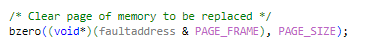 /* Clear page of memory to be replaced */
bzero((void*)(faultaddress & PAGE_FRAME), PAGE_SIZE);